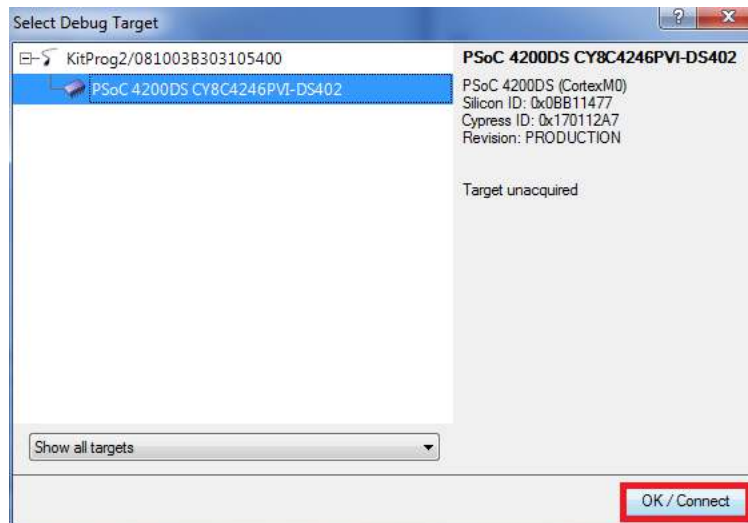 Select Debug Target
?
X
KitProg2/081003B303105400
PSoC 4200DS CY8C4246PVI-DS402
PSoC 4200DS CY8C4246PVI-DS402
PSoC 4200DS (CortexM0)
Silicon ID: 0x0BB11477
Cypress ID: 0x170112A7
Revision: PRODUCTION
Target unacquired
Show all targets
OK / Connect